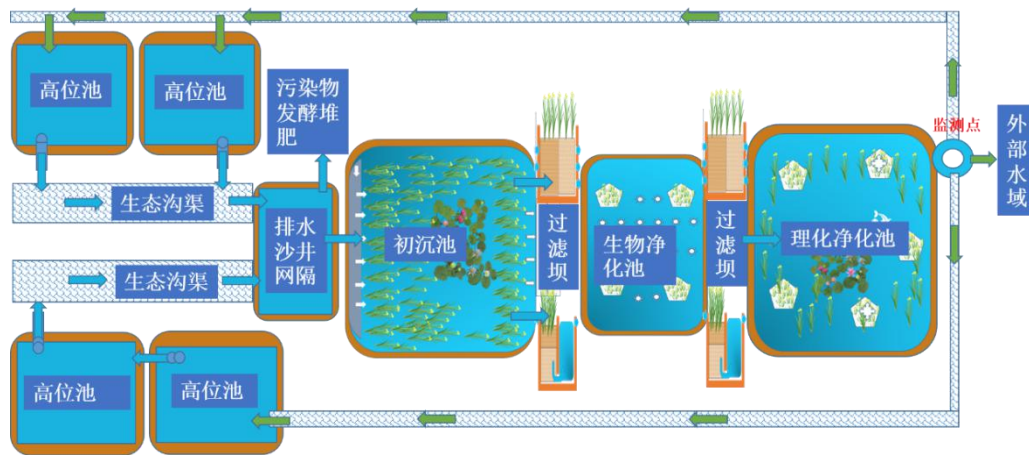 高位池
高位池
污染物
发酵堆
肥
监测点
外
部
水
域
生态沟渠
排水
沙井
网隔
初沉池
过
滤
坝
生物净
化池
过
滤
坝
理化净化池
生态沟渠
高位池
高位池